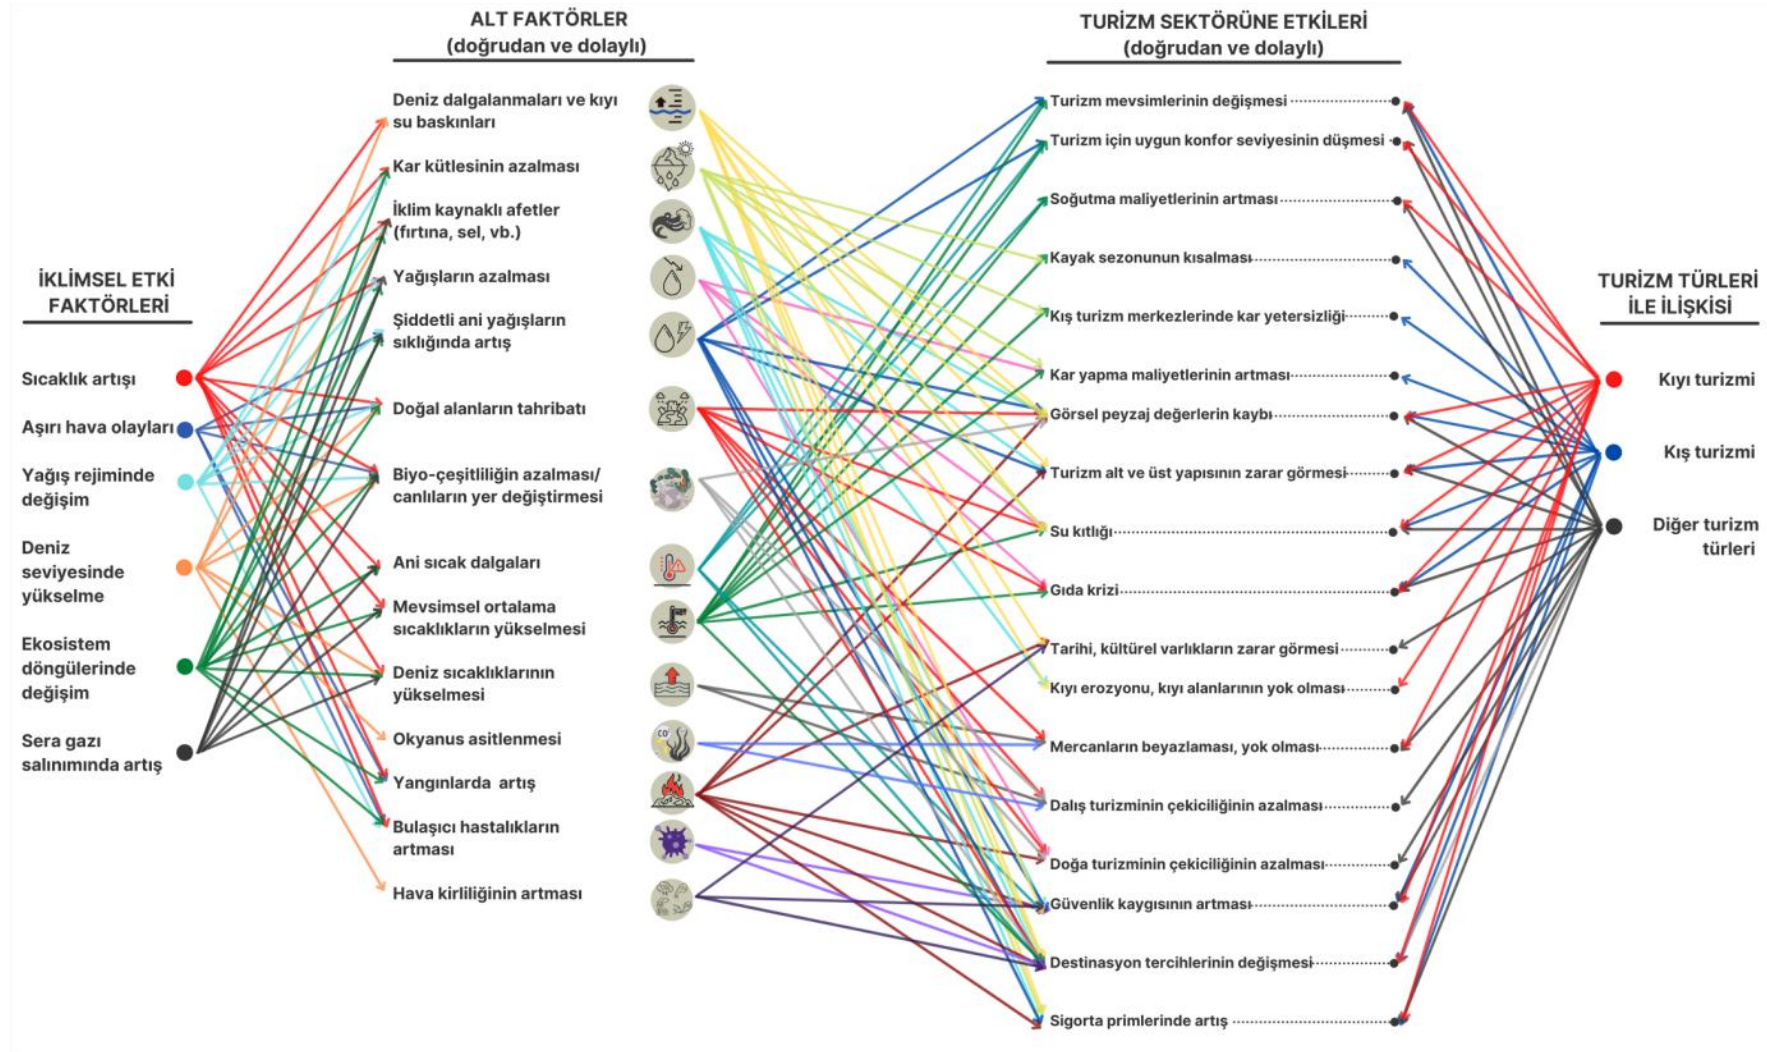 ALT FAKTÖRLER
(doğrudan ve dolaylı)
TURİZM SEKTÖRÜNE ETKİLERİ
(doğrudan ve dolaylı)
İKLİMSEL ETKİ
FAKTÖRLERİ
Sıcaklık artışı
Aşırı hava olayları
Yağış rejiminde
değişim
Deniz
seviyesinde
yükselme
Ekosistem
döngülerinde
değişim
Sera gazı
salınımında artış
Deniz dalgalanmaları ve kıyı
su baskınları
Kar kütlesinin azalması
İklim kaynaklı afetler
(fırtına, sel, vb.)
Yağışların azalması
Şiddetli ani yağışların
sıklığında artış
Doğal alanların tahribatı
Biyo-çeşitliliğin azalması/
canlıların yer değiştirmesi
Ani sıcak dalgaları
Mevsimsel ortalama
sıcaklıkların yükselmesi
Deniz sıcaklıklarının
yükselmesi
Okyanus asitlenmesi
Yangınlarda artış
Bulaşıcı hastalıkların
artması
Hava kirliliğinin artması
Turizm mevsimlerinin değişmesi
Turizm için uygun konfor seviyesinin düşmesi
Soğutma maliyetlerinin artması
Kayak sezonunun kısalması
Kış turizm merkezlerinde kar yetersizliği
Kar yapma maliyetlerinin artması
Görsel peyzaj değerlerin kaybı
Turizm alt ve üst yapısının zarar görmesi
Su kıtlığı
Gıda krizi
Tarihi, kültürel varlıkların zarar görmesi
Kıyı erozyonu, kıyı alanlarının yok olması
Mercanların beyazlaması, yok olması
Dalış turizminin çekiciliğinin azalması
Doğa turizminin çekiciliğinin azalması
Güvenlik kaygısının artması
Destinasyon tercihlerinin değişmesi
Sigorta primlerinde artış
TURİZM TÜRLERİ
İLE İLİŞKİSİ
Kıyı turizmi
Kış turizmi
Diğer turizm
türleri